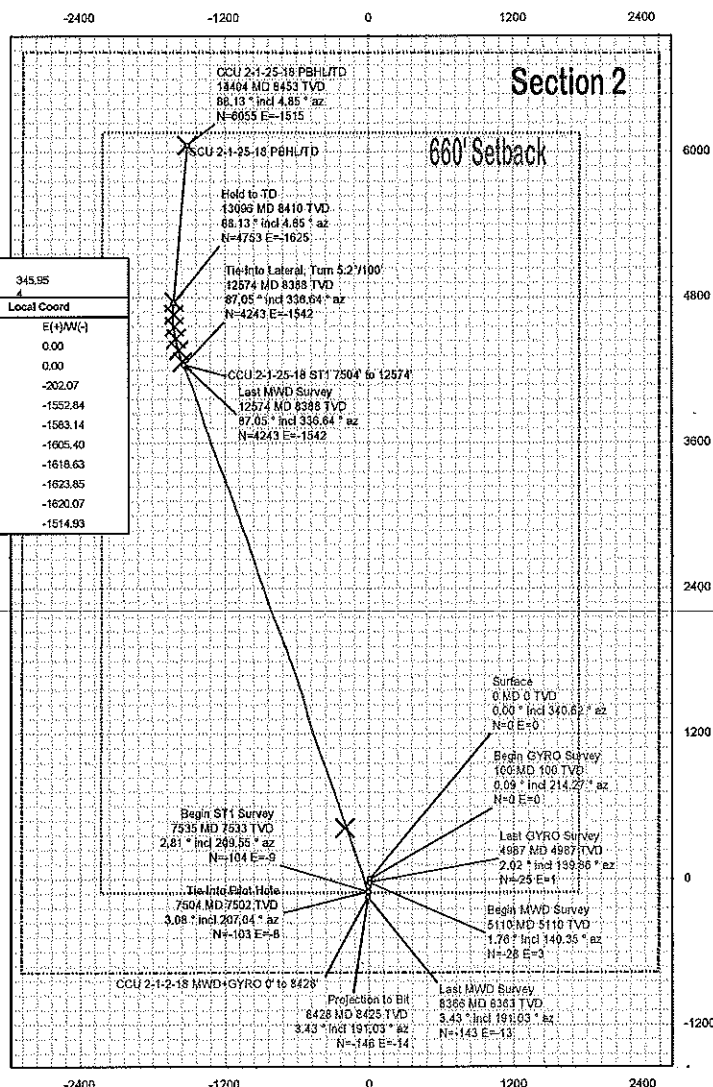 -2400 -1200 0 1200 2400
Section 2
660' Setback
CCU 2-1-25-18 PBHL/TD
14404 MD 8453 TVD
88.13 ° incl 4.85 ° az
N=6055 E=-1515
SCU 2-1-25-18 PBHL/TD
6000
Hold to TD
13096 MD 8410 TVD
88.13 ° incl 4.85 ° az
N=4753 E=-1625
4800
345.95
Local Coord
E(+)/W(-)
0.00
0.00
-202.07
-1552.84
-1583.14
-1605.40
-1618.63
-1623.85
-1620.07
-1514.93
Tie-Into Lateral, Turn 5.2°/100'
12574 MD 8388 TVD
87.05 ° incl 336.64 ° az
N=4243 E=-1542
CCU 2-1-25-18 ST1 7504' to 12574'
Last MWD Survey
12574 MD 8388 TVD
87.05 ° incl 336.64 ° az
N=4243 E=-1542
3600
2400
1200
Surface
0 MD 0 TVD
0.00 ° incl 340.62 ° az
N=0 E=0
Begin GYRO Survey
100 MD 100 TVD
0.09 ° incl 214.27 ° az
N=0 E=0
Begin ST1 Survey
7535 MD 7533 TVD
2.81 ° incl 209.55 ° az
N=-104 E=-9
Last GYRO Survey
4987 MD 4987 TVD
2.02 ° incl 139.86 ° az
N=-25 E=1
0
Tie-Into Pilot Hole
7504 MD 7502 TVD
3.08 ° incl 207.04 ° az
N=-103 E=-8
Begin MWD Survey
5110 MD 5110 TVD
1.76 ° incl 140.35 ° az
N=-28 E=3
CCU 2-1-2-18 MWD+GYRO 0' to 8428'
Projection to Bit
8428 MD 8425 TVD
3.43 ° incl 191.03 ° az
N=-146 E=-14
Last MWD Survey
8366 MD 8363 TVD
3.43 ° incl 191.03 ° az
N=-143 E=-13
-1200
-2400 -1200 0 1200 2400